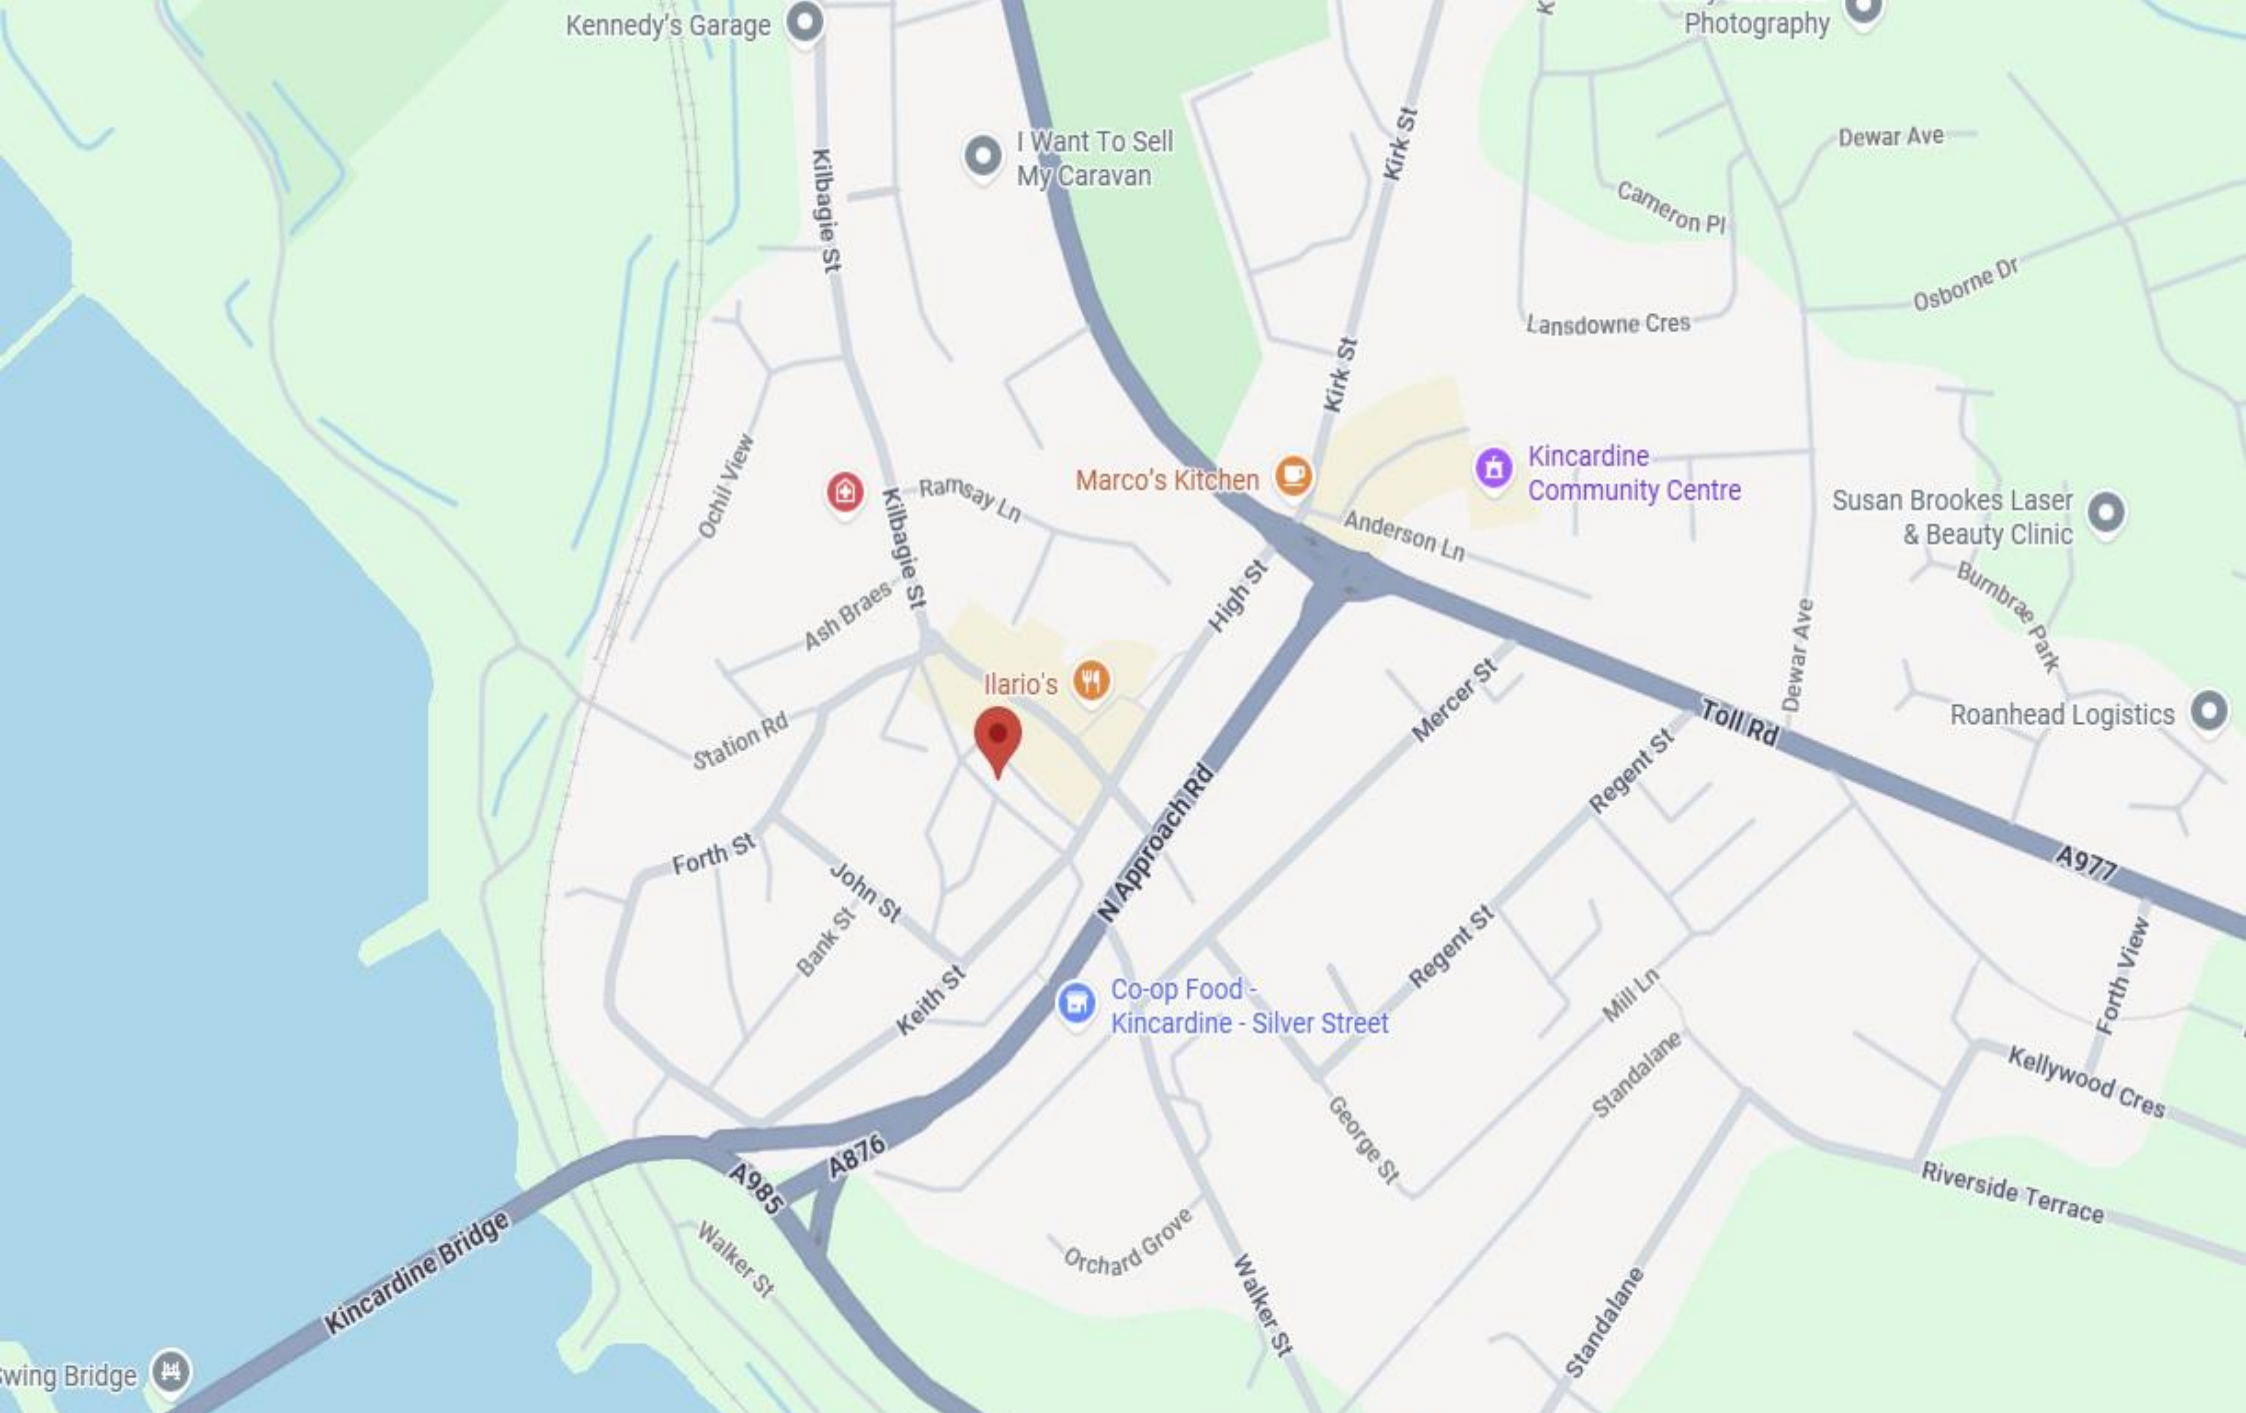 Photography
Kennedy's Garage
I Want To Sell
My Caravan
Kirk St
Dewar Ave
Kilbagie St
Cameron Pl
Osborne Dr
Lansdowne Cres
Kirk St
Marco's Kitchen
Kincardine
Community Centre
Ochil View
Ramsay Ln
Kilbagie St
Anderson Ln
Susan Brookes Laser
& Beauty Clinic
High St
Ash Braes
Burnbrae Park
Dewar Ave
Ilario's
Mercer St
Station Rd
Toll Rd
Roanhead Logistics
Regent St
N Approach Rd
Forth St
John St
A977
Bank St
Regent St
Keith St
Mill Ln
Forth View
Co-op Food -
Kincardine - Silver Street
Standalane
Kellywood Cres
George St
A876
A985
Riverside Terrace
Kincardine Bridge
Walker St
Orchard Grove
Walker St
Standalane
Swing Bridge